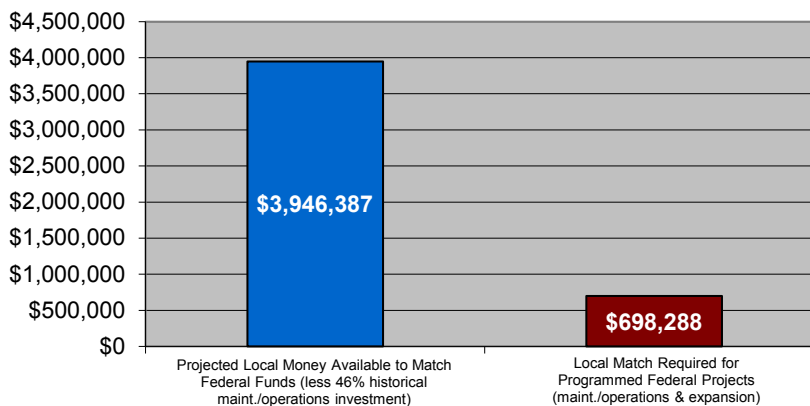 $4,500,000
$4,000,000
$3,500,000
$3,000,000
$2,500,000
$2,000,000
$1,500,000
$1,000,000
$500,000
$0
$3,946,387
$698,288
Projected Local Money Available to Match
Federal Funds (less 46% historical
maint./operations investment)
Local Match Required for
Programmed Federal Projects
(maint./operations & expansion)